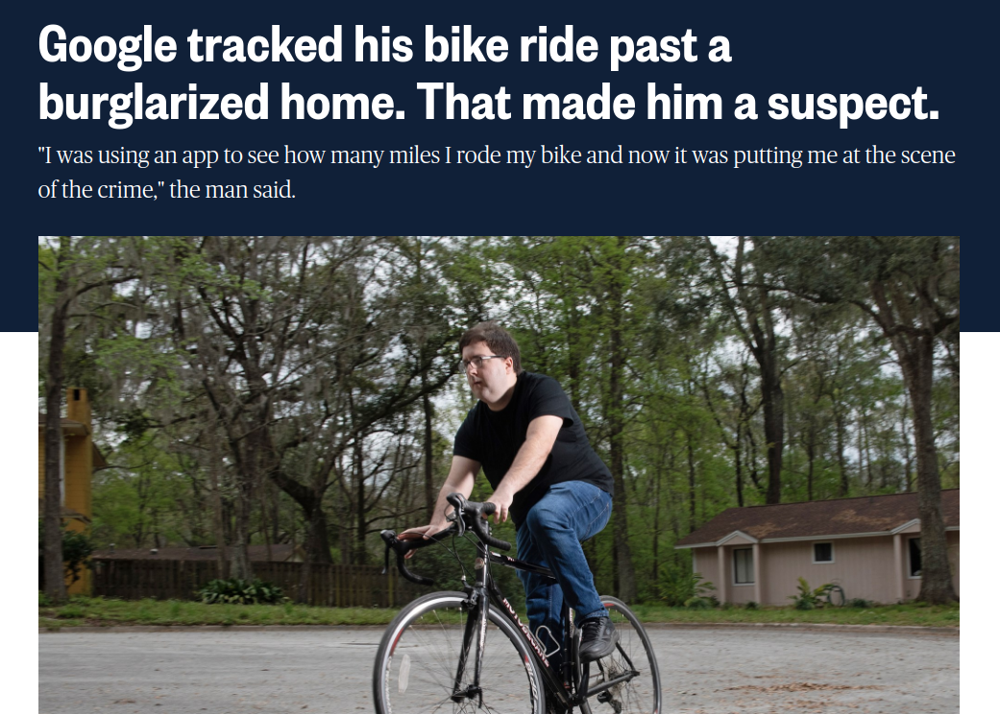 Google tracked his bike ride past a
burglarized home. That made him a suspect.
"I was using an app to see how many miles I rode my bike and now it was putting me at the scene
of the crime," the man said.
MOTOBECANE